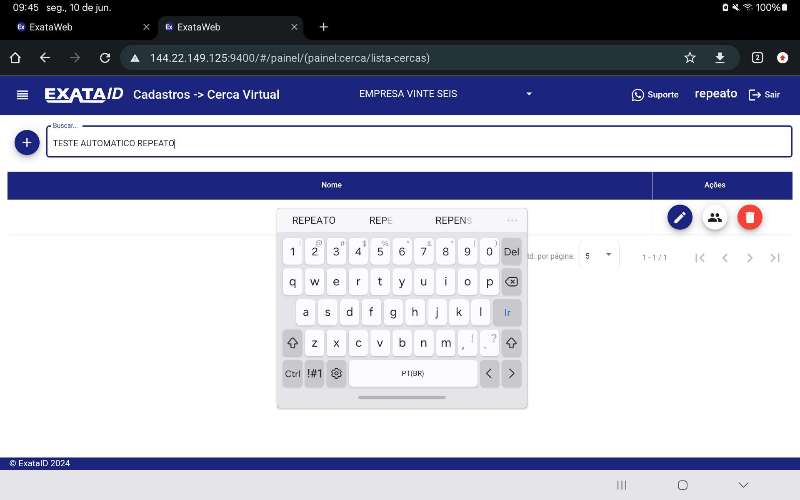 09:45 seg., 10 de jun. 100%
ExataWeb ExataWeb
144.22.149.125:9400/#/painel/(painel:cerca/lista-cercas) 2
EXATAID Cadastros -> Cerca Virtual EMPRESA VINTE SEIS Suporte repeato Sair
Buscar...
TESTE AUTOMATICO REPEATO
Nome Ações
REPEATO REPE REPENS ...
1 2 3 4 5 6 7 8 9 0 Del
por página: 5 1 - 1 / 1
q w e r t y u i o p
a s d f g h j k l Ir
z x c v b n m , ! . ?
Ctrl !#1 PT(BR) < >
© ExataID 2024